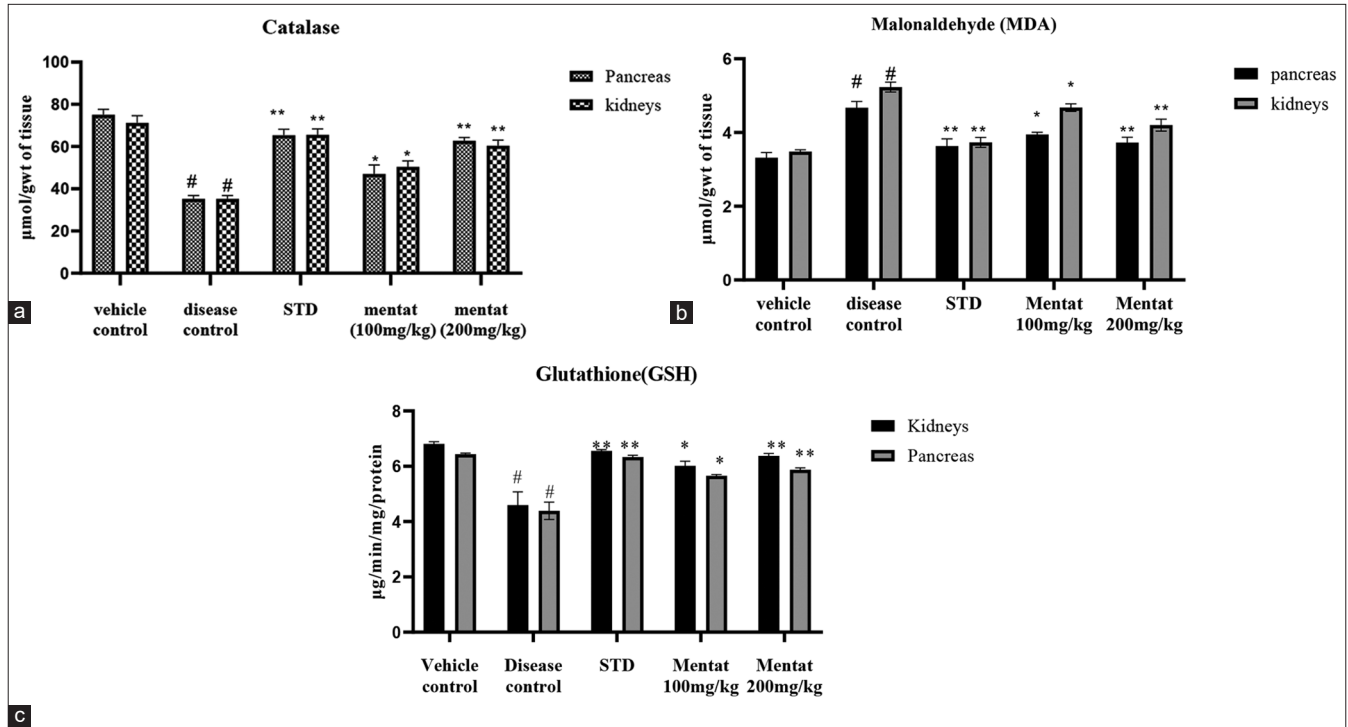 Catalase
100
80
60
40
20
0
μmol/gwt of tissue
Pancreas
kidneys
# #
** **
* *
** **
vehicle control
disease control
STD
mentat (100mg/kg)
mentat (200mg/kg)
a
Malonaldehyde (MDA)
6
4
2
0
μmol/gwt of tissue
pancreas
kidneys
# #
** **
* *
** **
vehicle control
disease control
STD
Mentat 100mg/kg
Mentat 200mg/kg
b
Glutathione(GSH)
8
6
4
2
0
μg/min/mg/protein
Kidneys
Pancreas
# #
** **
* *
** **
Vehicle control
Disease control
STD
Mentat 100mg/kg
Mentat 200mg/kg
c